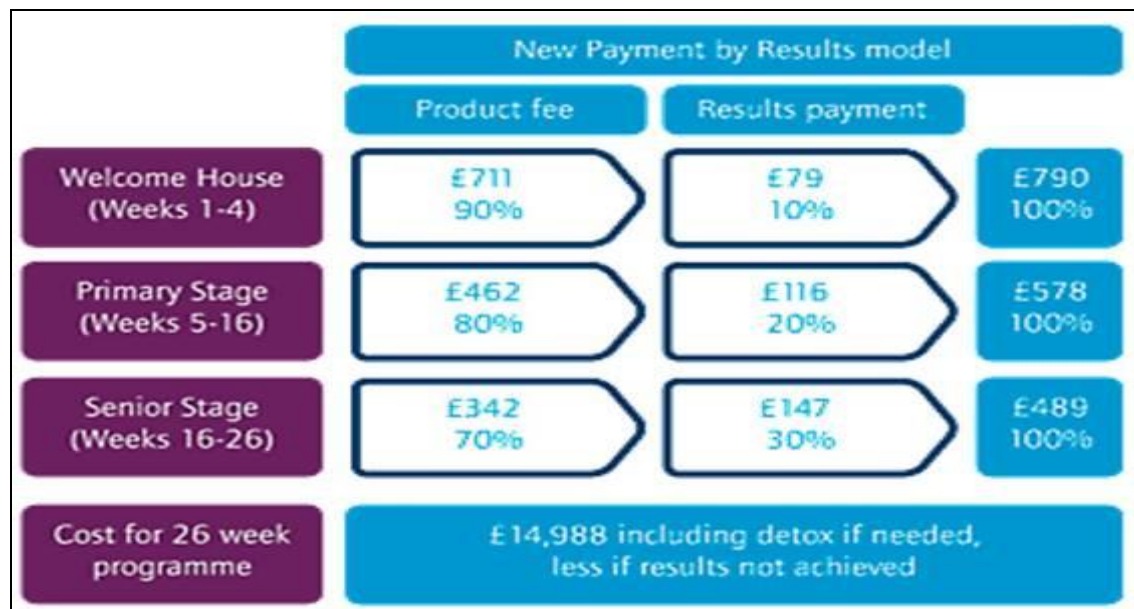 New Payment by Results model
Product fee
Results payment
Welcome House
(Weeks 1-4)
£711
90%
£79
10%
£790
100%
Primary Stage
(Weeks 5-16)
£462
80%
£116
20%
£578
100%
Senior Stage
(Weeks 16-26)
£342
70%
£147
30%
£489
100%
Cost for 26 week
programme
£14,988 including detox if needed,
less if results not achieved